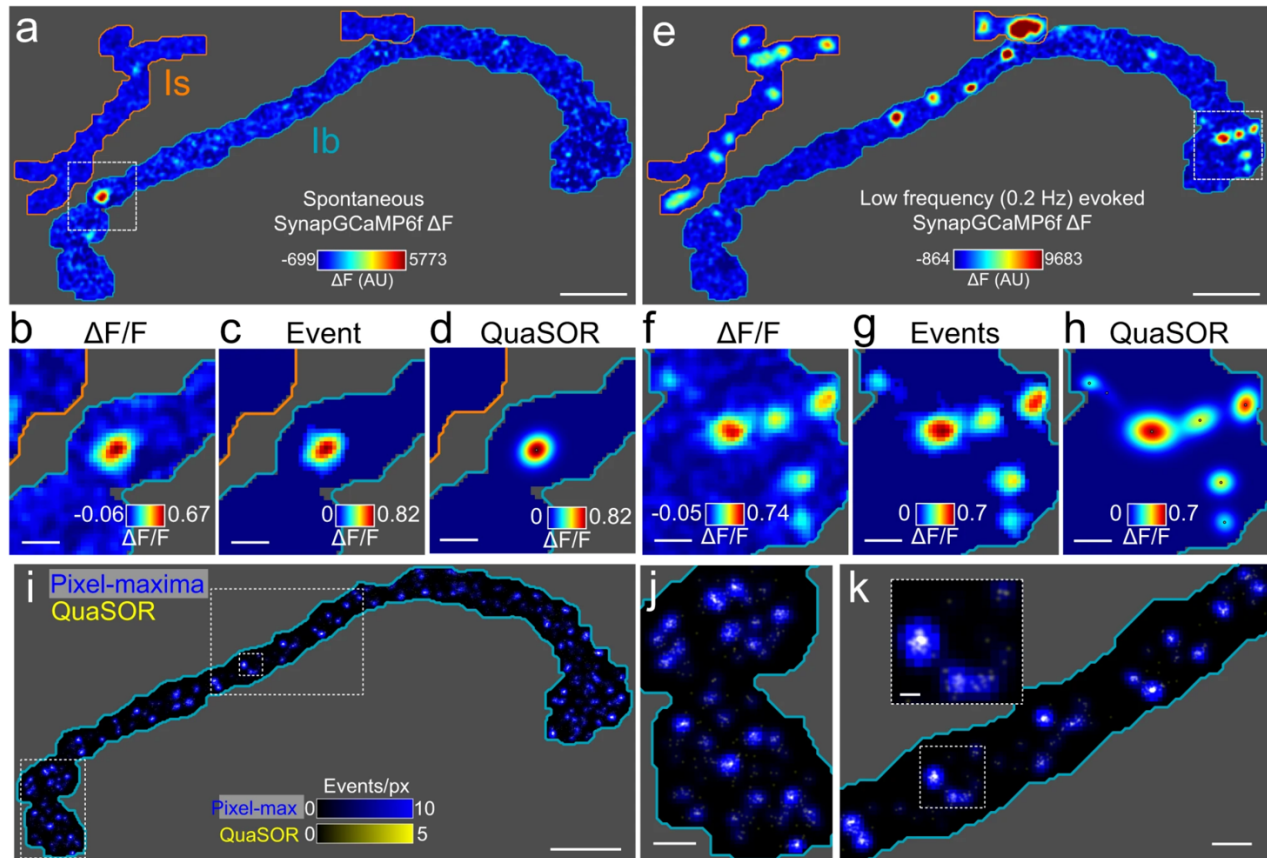 a
Is
Ib
Spontaneous
SynapGCaMP6f ΔF
-699 5773
ΔF (AU)
e
Low frequency (0.2 Hz) evoked
SynapGCaMP6f ΔF
-864 9683
ΔF (AU)
b ΔF/F
-0.06 0.67
ΔF/F
c Event
0 0.82
ΔF/F
d QuaSOR
0 0.82
ΔF/F
f ΔF/F
-0.05 0.74
ΔF/F
g Events
0 0.7
ΔF/F
h QuaSOR
0 0.7
ΔF/F
i
Pixel-maxima
QuaSOR
Events/px
Pixel-max 0 10
QuaSOR 0 5
j
k